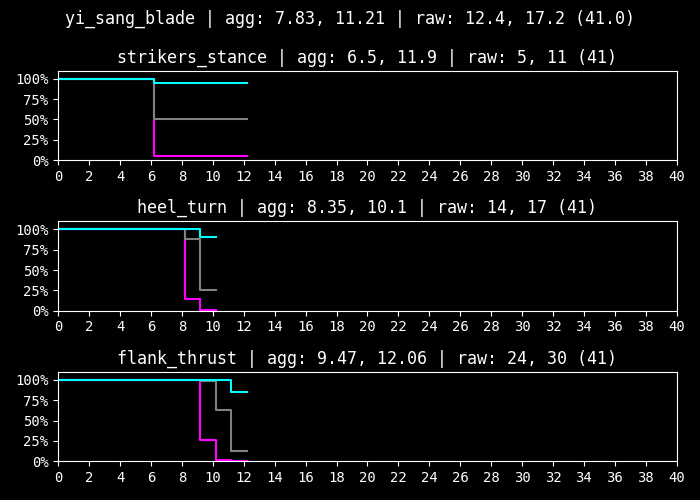 yi_sang_blade | agg: 7.83, 11.21 | raw: 12.4, 17.2 (41.0)
strikers_stance | agg: 6.5, 11.9 | raw: 5, 11 (41)
100%
75%
50%
25%
0%
0 2 4 6 8 10 12 14 16 18 20 22 24 26 28 30 32 34 36 38 40
heel_turn | agg: 8.35, 10.1 | raw: 14, 17 (41)
100%
75%
50%
25%
0%
0 2 4 6 8 10 12 14 16 18 20 22 24 26 28 30 32 34 36 38 40
flank_thrust | agg: 9.47, 12.06 | raw: 24, 30 (41)
100%
75%
50%
25%
0%
0 2 4 6 8 10 12 14 16 18 20 22 24 26 28 30 32 34 36 38 40